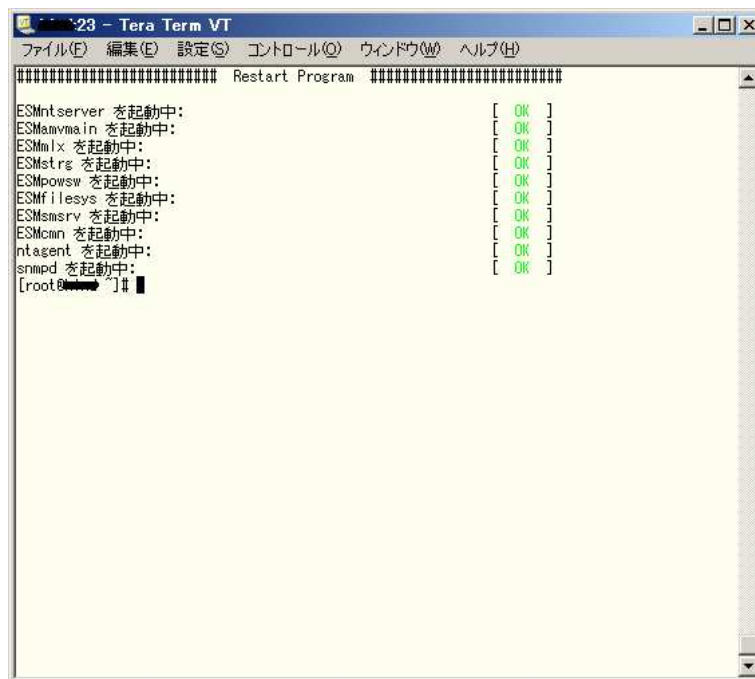 :23 - Tera Term VT
ファイル(F) 編集(E) 設定(S) コントロール(O) ウィンドウ(W) ヘルプ(H)
######################### Restart Program ########################
ESMntserver を起動中: [ OK ]
ESMamvmain を起動中: [ OK ]
ESMmlx を起動中: [ OK ]
ESMstrg を起動中: [ OK ]
ESMpowsw を起動中: [ OK ]
ESMfilesys を起動中: [ OK ]
ESMsmsrv を起動中: [ OK ]
ESMcmn を起動中: [ OK ]
ntagent を起動中: [ OK ]
snmpd を起動中: [ OK ]
[root@ ~]#